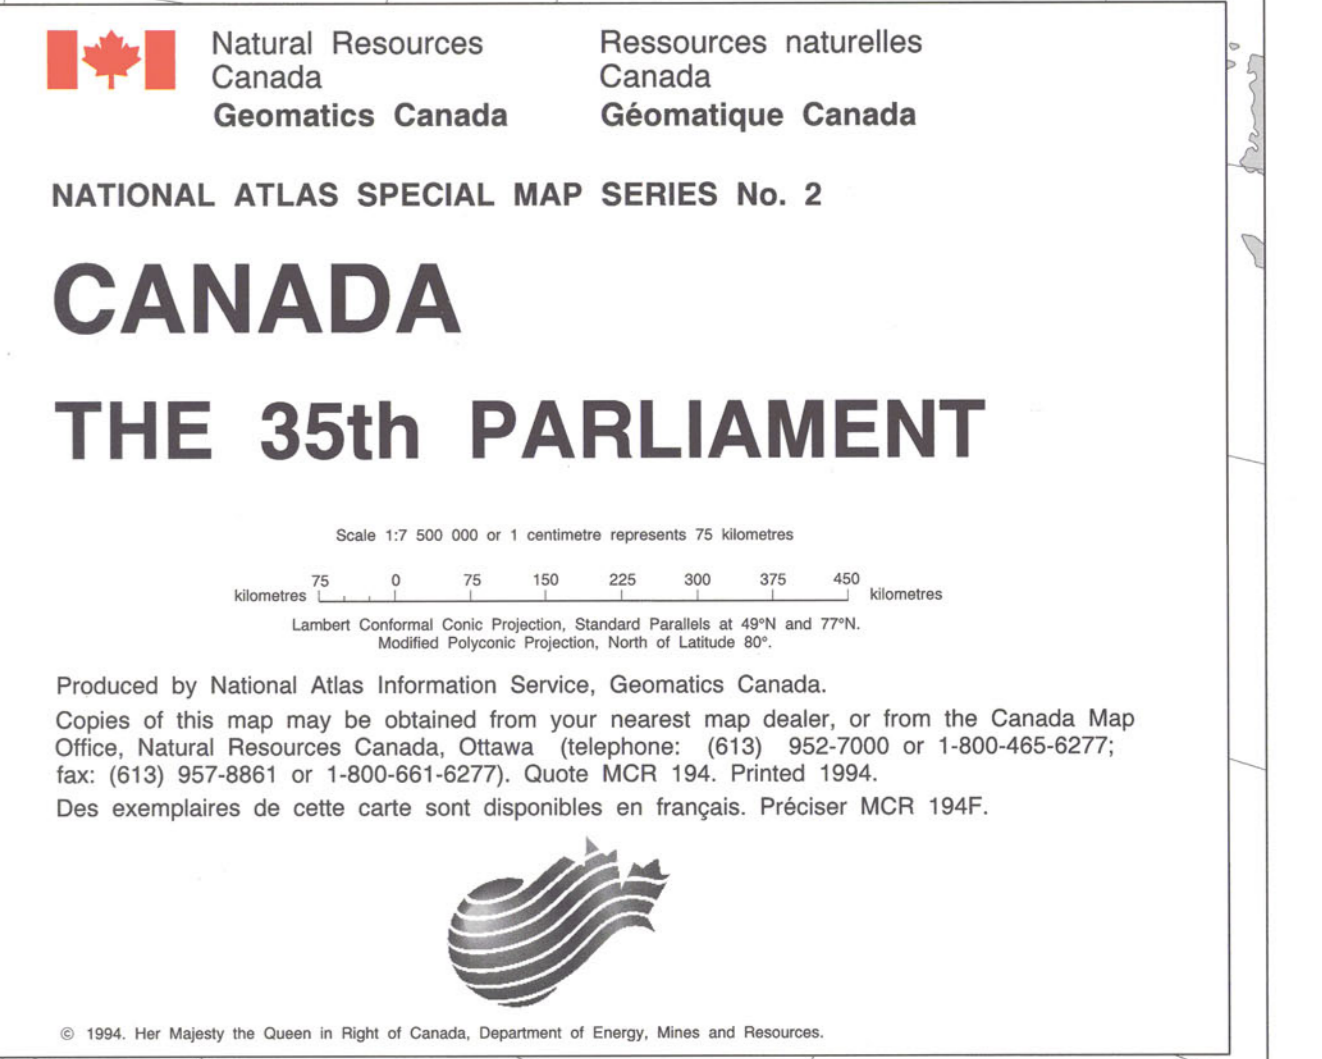 Natural Resources
Canada
Geomatics Canada
Ressources naturelles
Canada
Géomatique Canada
NATIONAL ATLAS SPECIAL MAP SERIES No. 2
CANADA
THE 35th PARLIAMENT
Scale 1:7 500 000 or 1 centimetre represents 75 kilometres
75 0 75 150 225 300 375 450
kilometres kilometres
Lambert Conformal Conic Projection, Standard Parallels at 49°N and 77°N.
Modified Polyconic Projection, North of Latitude 80°.
Produced by National Atlas Information Service, Geomatics Canada.
Copies of this map may be obtained from your nearest map dealer, or from the Canada Map
Office, Natural Resources Canada, Ottawa (telephone: (613) 952-7000 or 1-800-465-6277;
fax: (613) 957-8861 or 1-800-661-6277). Quote MCR 194. Printed 1994.
Des exemplaires de cette carte sont disponibles en français. Préciser MCR 194F.
© 1994. Her Majesty the Queen in Right of Canada, Department of Energy, Mines and Resources.